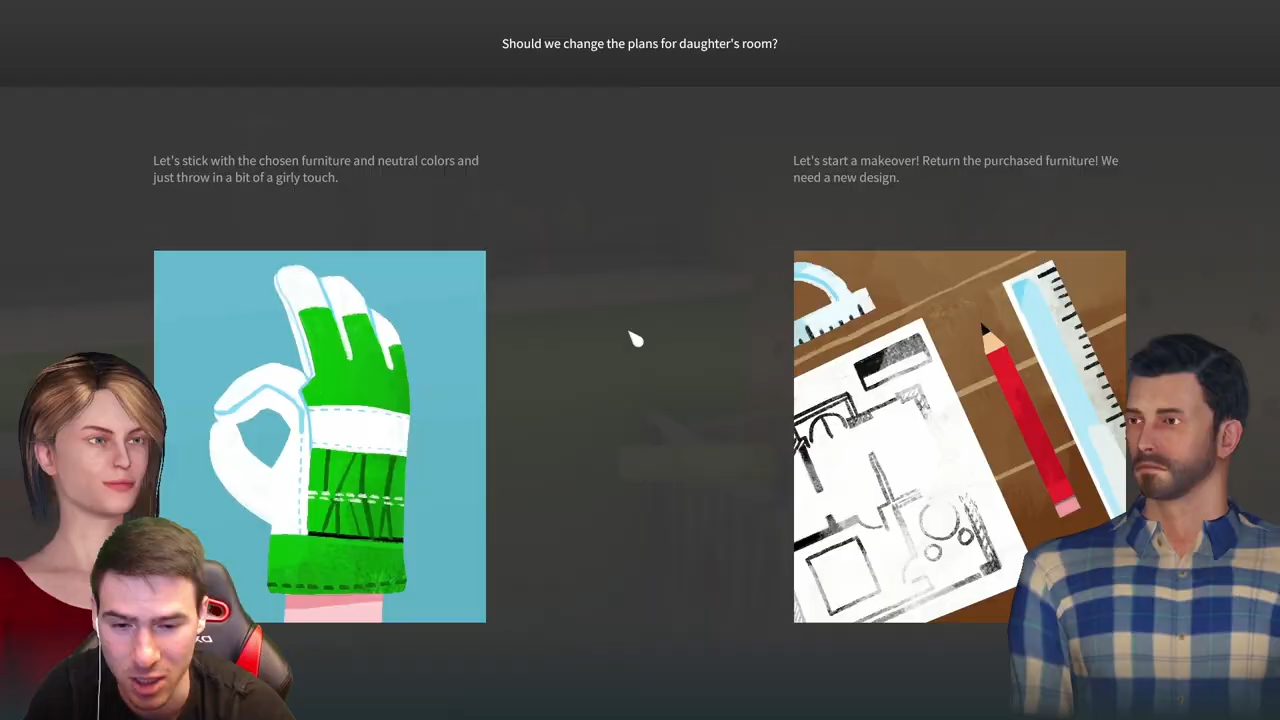 Should we change the plans for daughter's room?
Let's stick with the chosen furniture and neutral colors and
just throw in a bit of a girly touch.
Let's start a makeover! Return the purchased furniture! We
need a new design.